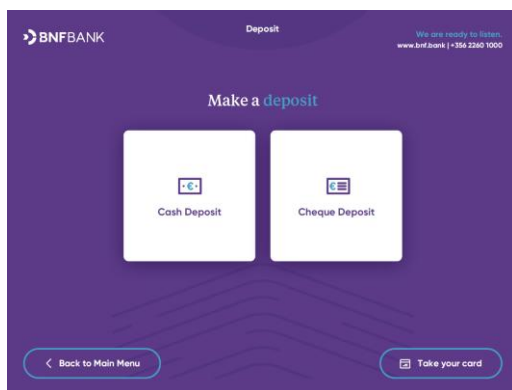 BNFBANK
Deposit
We are ready to listen.
www.bnf.bank | +356 2260 1000
Make a deposit
Cash Deposit
Cheque Deposit
Back to Main Menu
Take your card